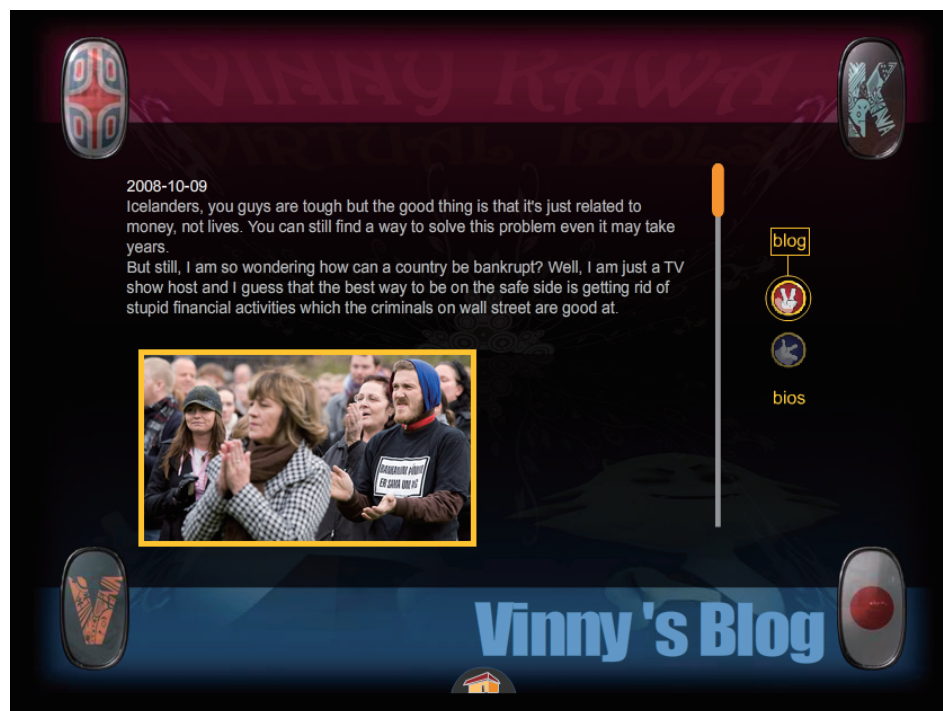 VINNY KAWA
VIRTUAL IDOLS
2008-10-09
Icelanders, you guys are tough but the good thing is that it's just related to
money, not lives. You can still find a way to solve this problem even it may take
years.
But still, I am so wondering how can a country be bankrupt? Well, I am just a TV
show host and I guess that the best way to be on the safe side is getting rid of
stupid financial activities which the criminals on wall street are good at.
blog
bios
ER SAMA UM
Vinny 's Blog